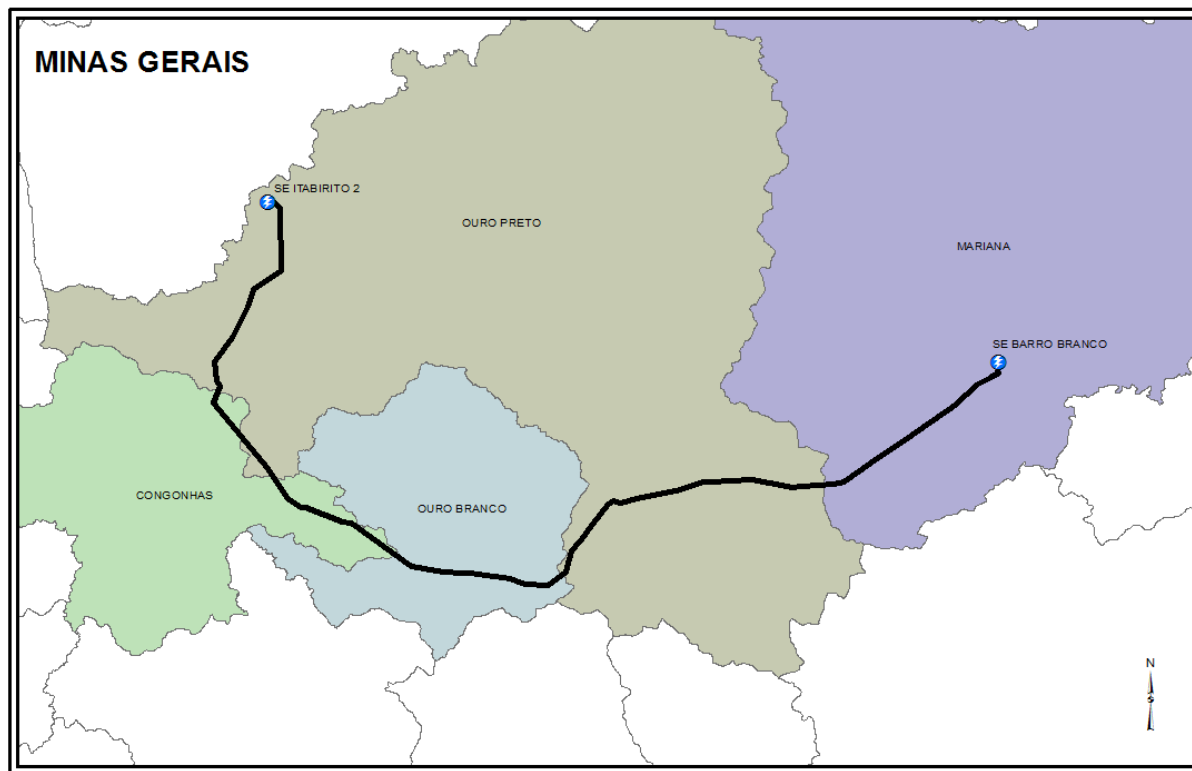 MINAS GERAIS
SE ITABIRITO 2
OURO PRETO
MARIANA
SE BARRO BRANCO
CONGONHAS
OURO BRANCO
N
S